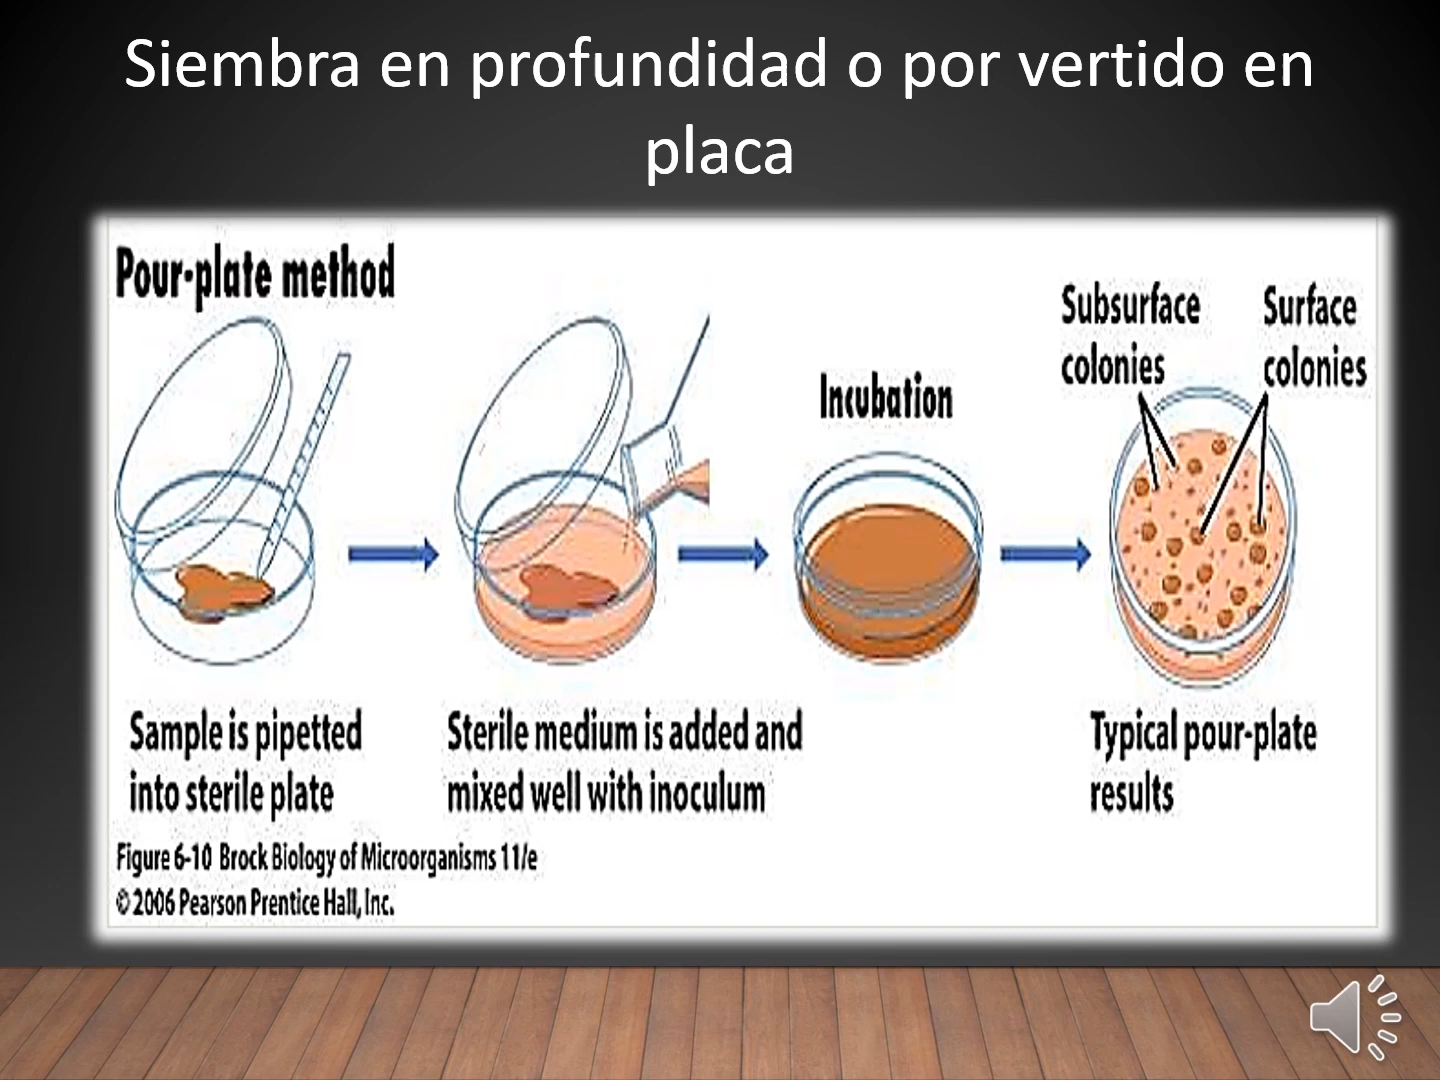 Siembra en profundidad o por vertido en
placa
Pour-plate method
Subsurface
colonies
Surface
colonies
Incubation
Sample is pipetted
into sterile plate
Sterile medium is added and
mixed well with inoculum
Typical pour-plate
results
Figure 6-10 Brock Biology of Microorganisms 11/e
© 2006 Pearson Prentice Hall, Inc.